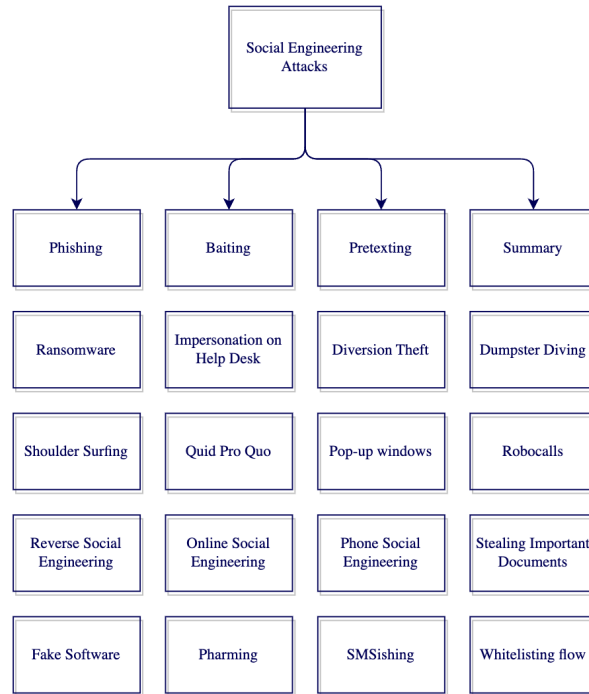 Social Engineering
Attacks
Phishing
Baiting
Pretexting
Summary
Ransomware
Impersonation on
Help Desk
Diversion Theft
Dumpster Diving
Shoulder Surfing
Quid Pro Quo
Pop-up windows
Robocalls
Reverse Social
Engineering
Online Social
Engineering
Phone Social
Engineering
Stealing Important
Documents
Fake Software
Pharming
SMSishing
Whitelisting flow